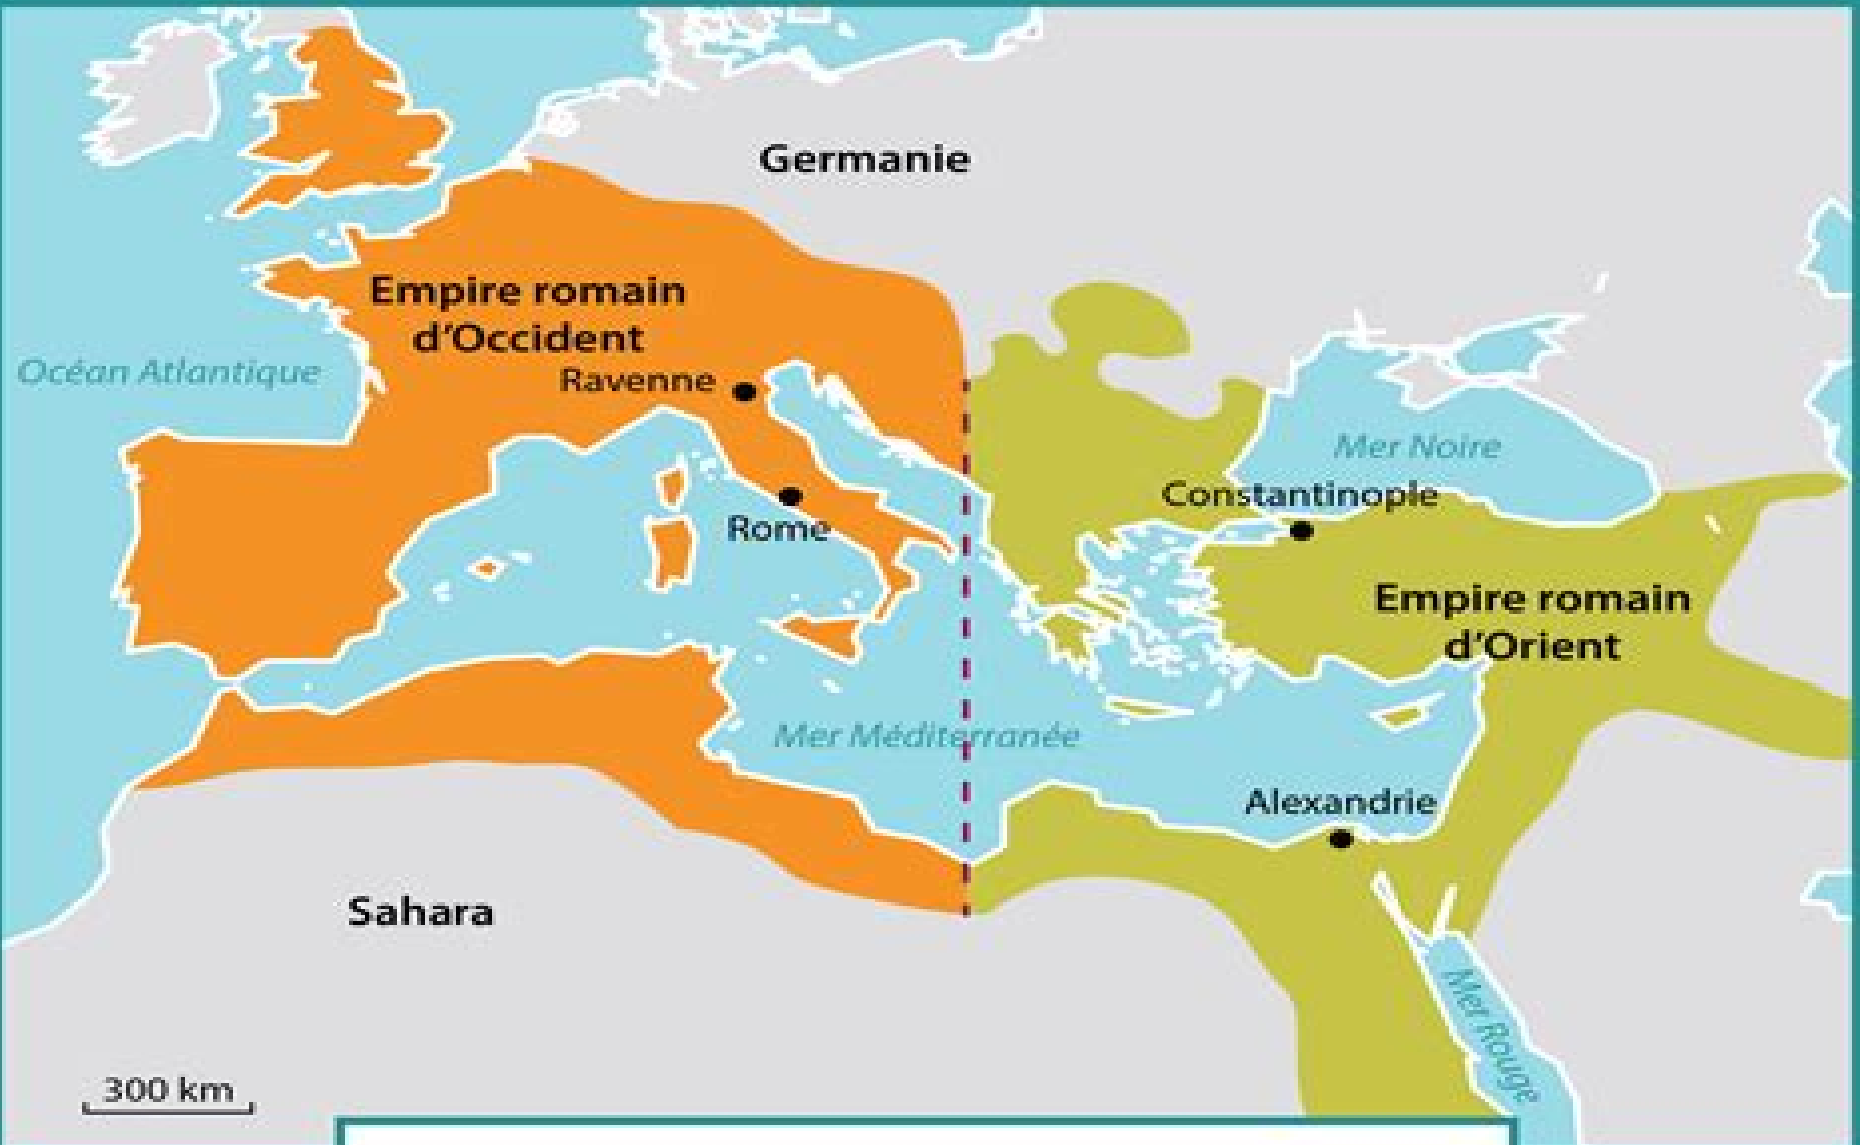 Germanie
Empire romain
d'Occident
Océan Atlantique
Ravenne
Mer Noire
Constantinople
Rome
Empire romain
d'Orient
Mer Méditerranée
Alexandrie
Sahara
Mer Rouge
300 km